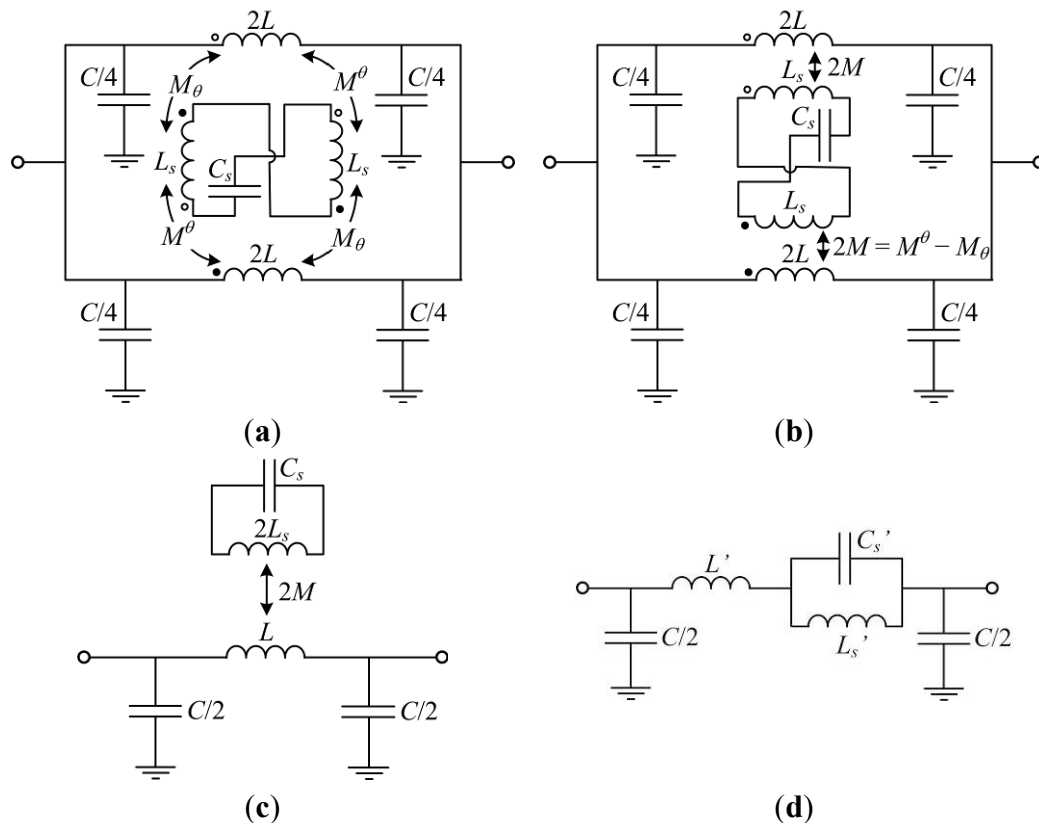 2L
C/4
C/4
M_θ
M^θ
L_s
C_s
L_s
M^θ
M_θ
2L
C/4
C/4
(a)
2L
C/4
C/4
2M
L_s
C_s
L_s
2L
2M = M^θ − M_θ
C/4
C/4
(b)
C_s
2L_s
2M
L
C/2
C/2
(c)
C_s’
L’
L_s’
C/2
C/2
(d)